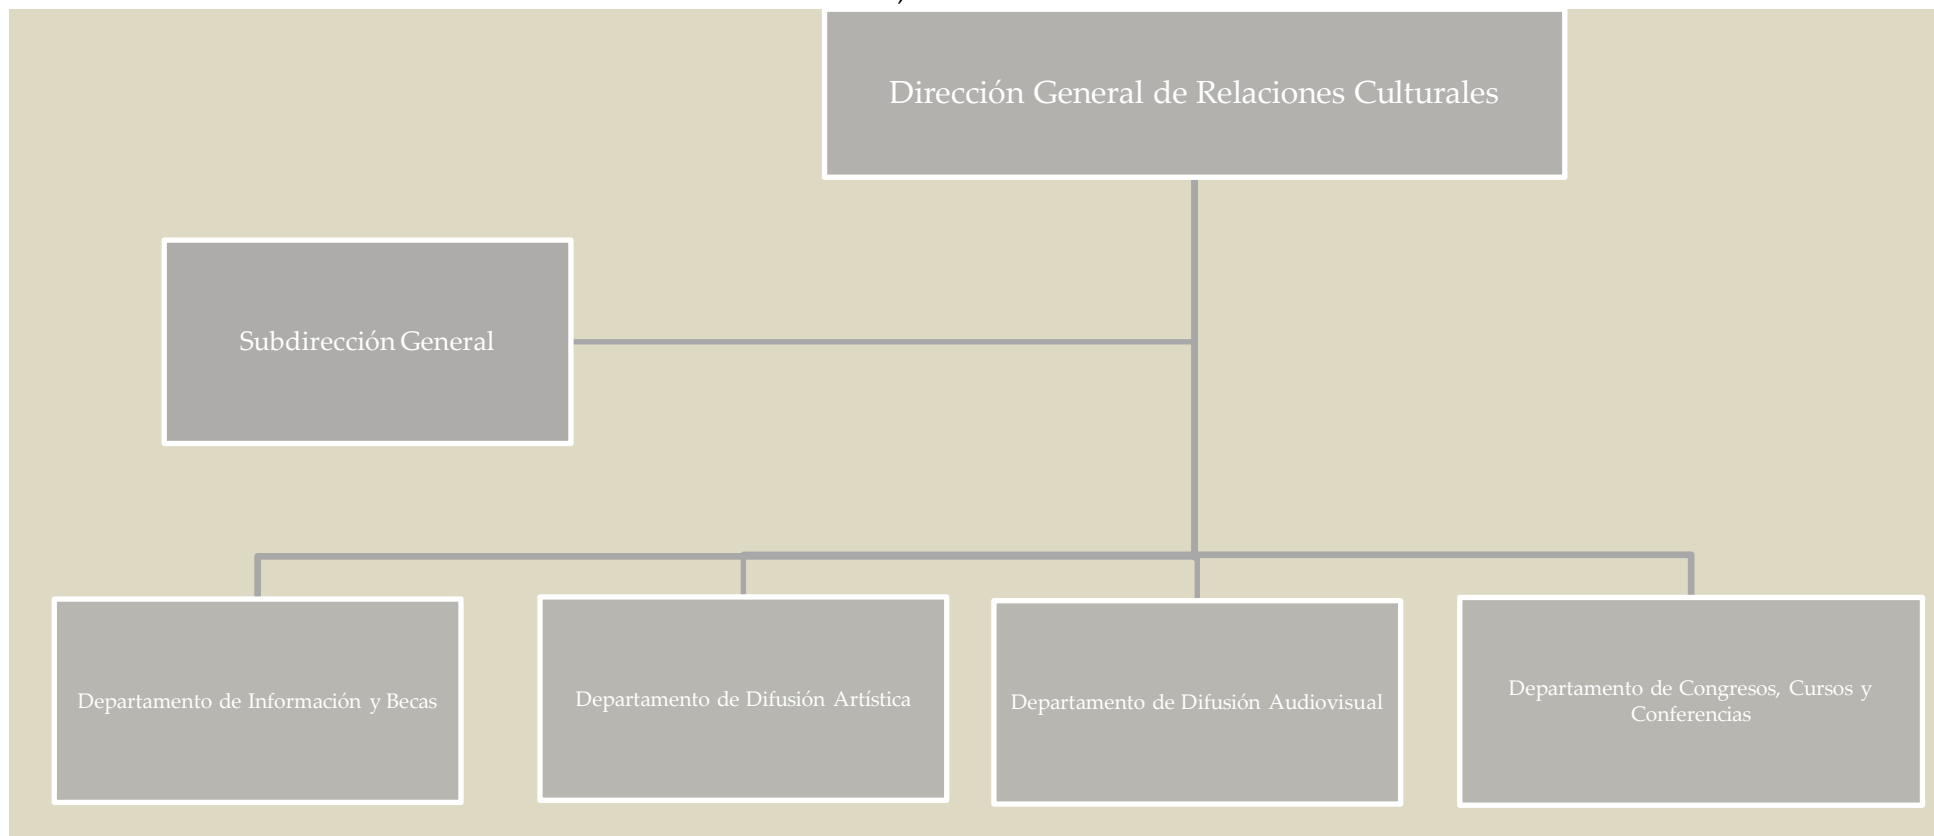 Dirección General de Relaciones Culturales
Subdirección General
Departamento de Información y Becas
Departamento de Difusión Artística
Departamento de Difusión Audiovisual
Departamento de Congresos, Cursos y
Conferencias